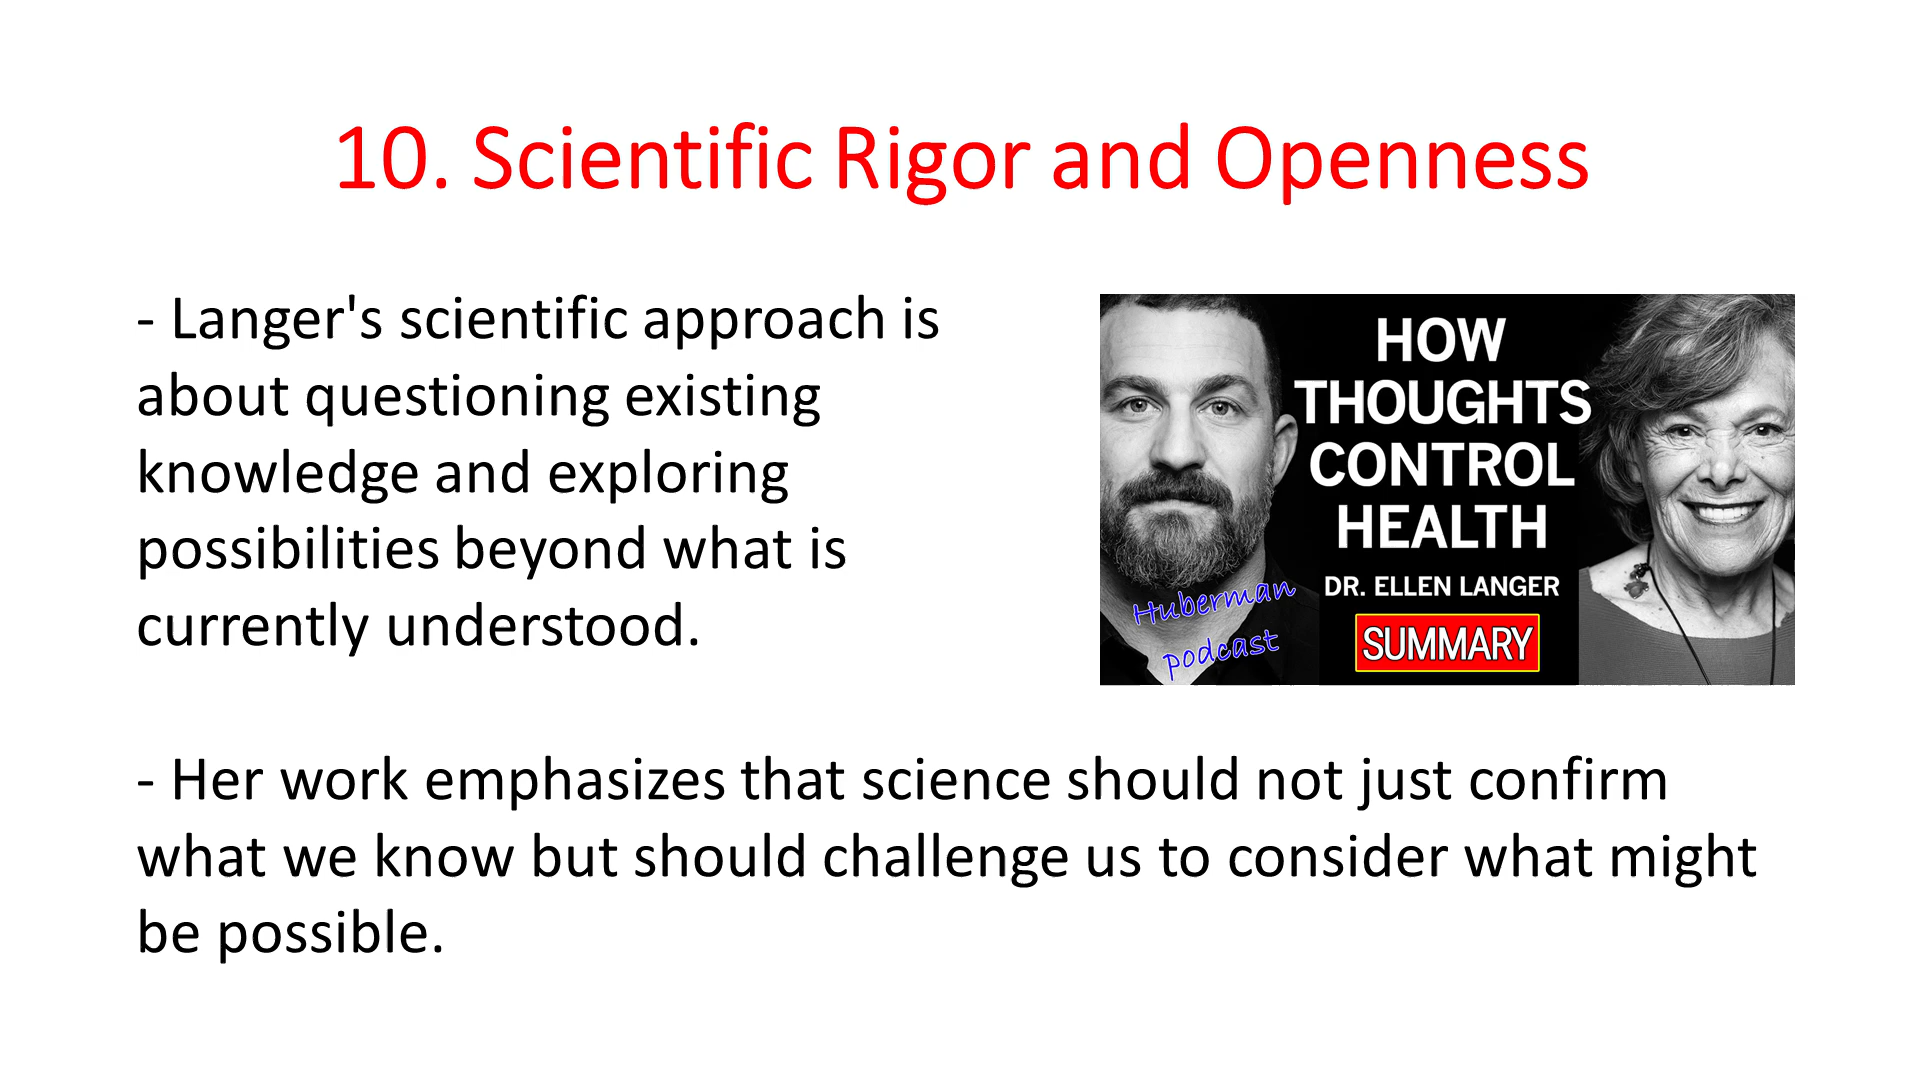 10. Scientific Rigor and Openness
- Langer's scientific approach is
about questioning existing
knowledge and exploring
possibilities beyond what is
currently understood.
HOW
THOUGHTS
CONTROL
HEALTH
DR. ELLEN LANGER
SUMMARY
Huberman
podcast
- Her work emphasizes that science should not just confirm
what we know but should challenge us to consider what might
be possible.